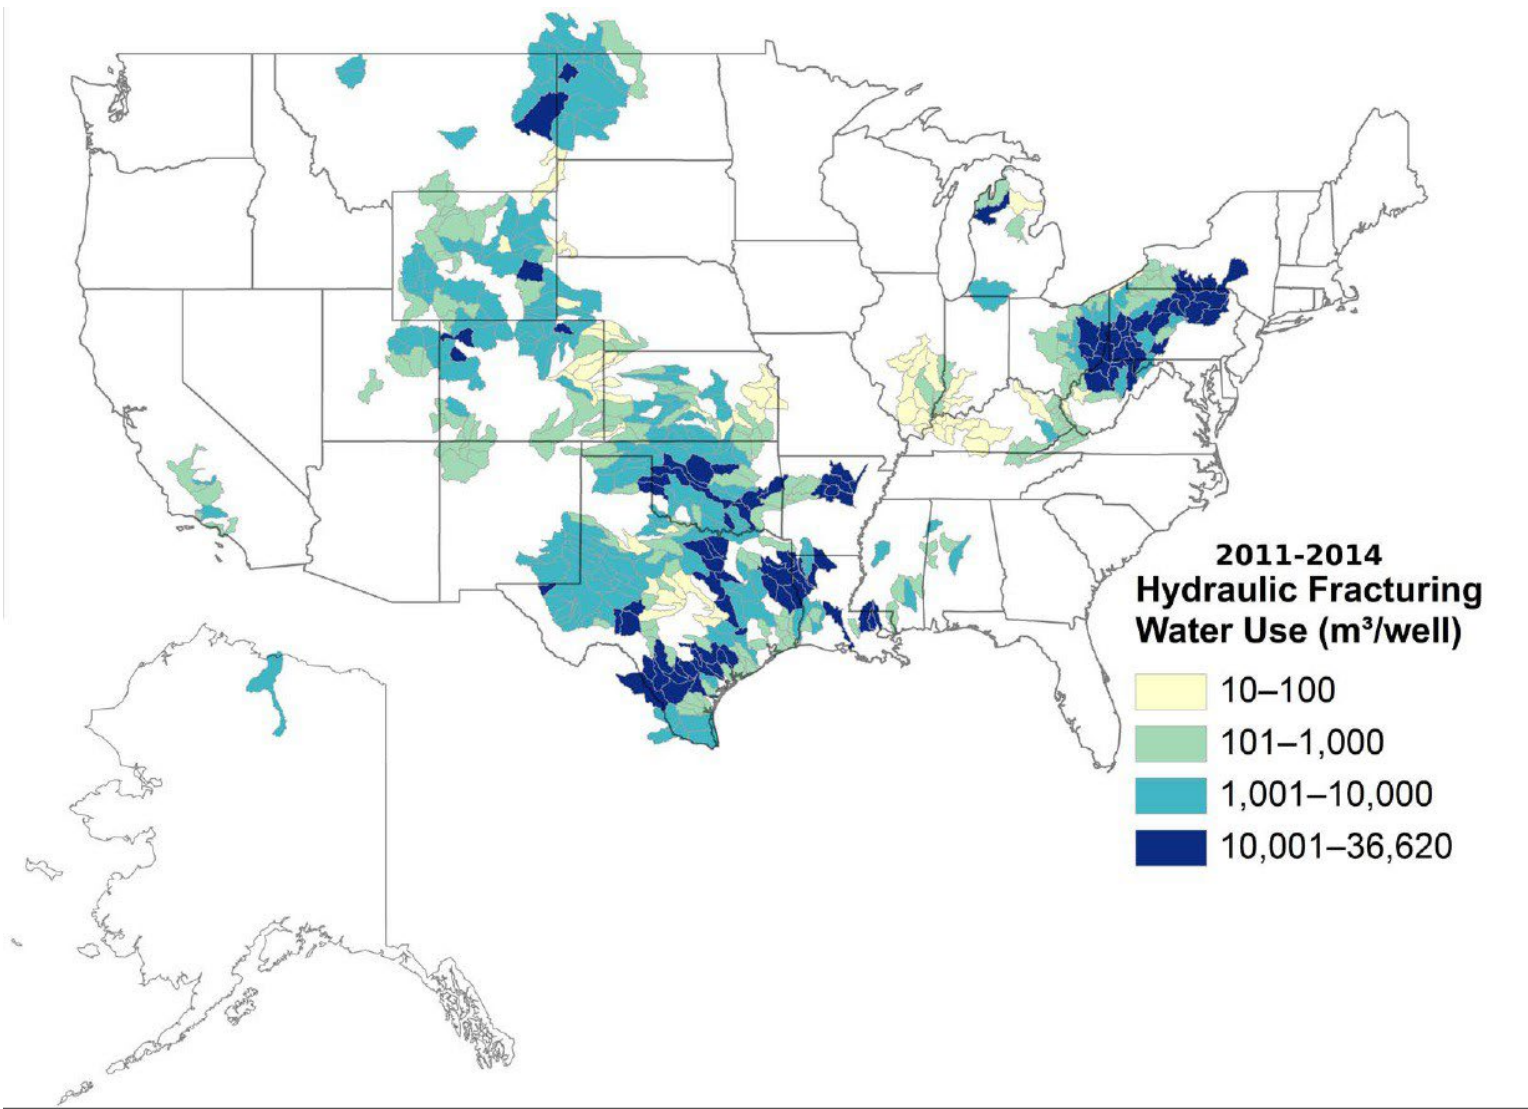 2011-2014
Hydraulic Fracturing
Water Use (m³/well)
10–100
101–1,000
1,001–10,000
10,001–36,620